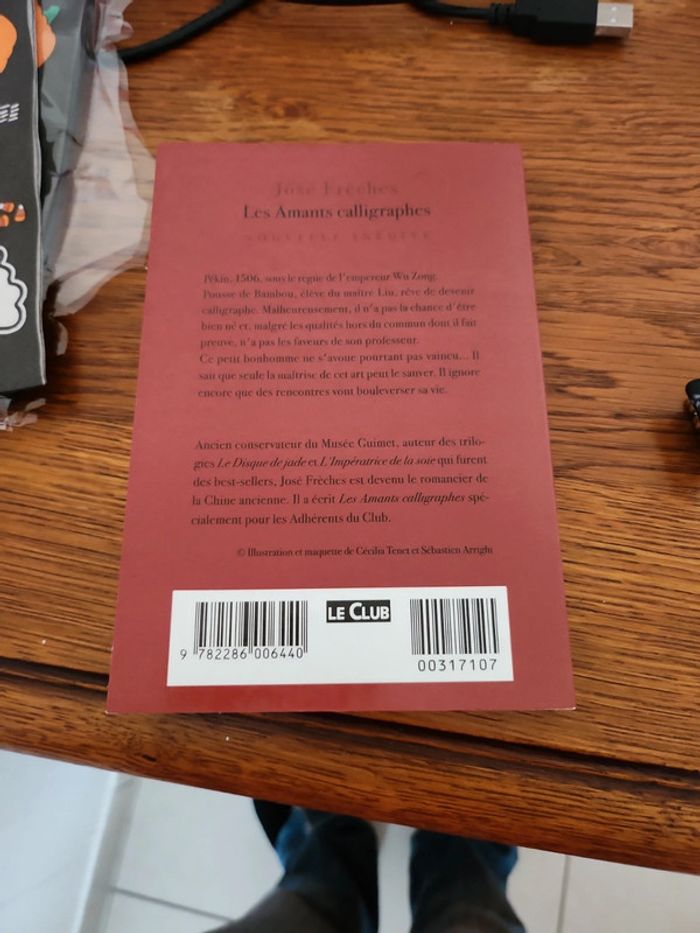 José Frèches
Les Amants calligraphes
NOUVELLE INÉDITE
Pékin, 1506, sous le règne de l'empereur Wu Zong.
Pousse de Bambou, élève du maître Liu, rêve de devenir
calligraphe. Malheureusement, il n'a pas la chance d'être
bien né et, malgré les qualités hors du commun dont il fait
preuve, n'a pas les faveurs de son professeur.
Ce petit bonhomme ne s'avoue pourtant pas vaincu... Il
sait que seule la maîtrise de cet art peut le sauver. Il ignore
encore que des rencontres vont bouleverser sa vie.
Ancien conservateur du Musée Guimet, auteur des trilo-
gies Le Disque de jade et L'Impératrice de la soie qui furent
des best-sellers, José Frèches est devenu le romancier de
la Chine ancienne. Il a écrit Les Amants calligraphes spé-
cialement pour les Adhérents du Club.
© Illustration et maquette de Cécilia Tenet et Sébastien Arrighi
LE CLUB
9 782286 006440
00317107